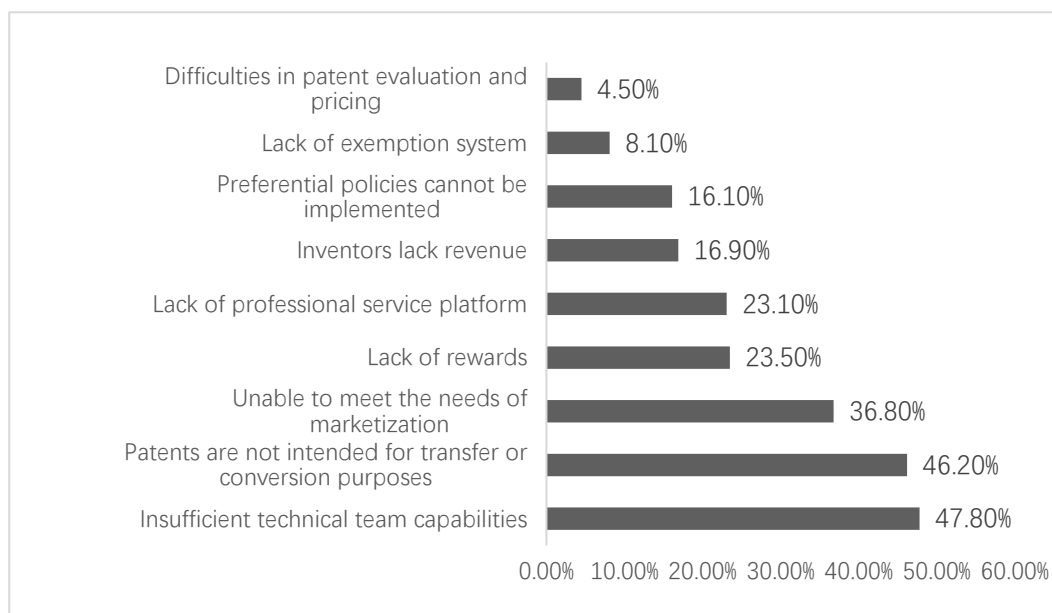 Difficulties in patent evaluation and
pricing
4.50%
Lack of exemption system
8.10%
Preferential policies cannot be
implemented
16.10%
Inventors lack revenue
16.90%
Lack of professional service platform
23.10%
Lack of rewards
23.50%
Unable to meet the needs of
marketization
36.80%
Patents are not intended for transfer or
conversion purposes
46.20%
Insufficient technical team capabilities
47.80%
0.00% 10.00% 20.00% 30.00% 40.00% 50.00% 60.00%